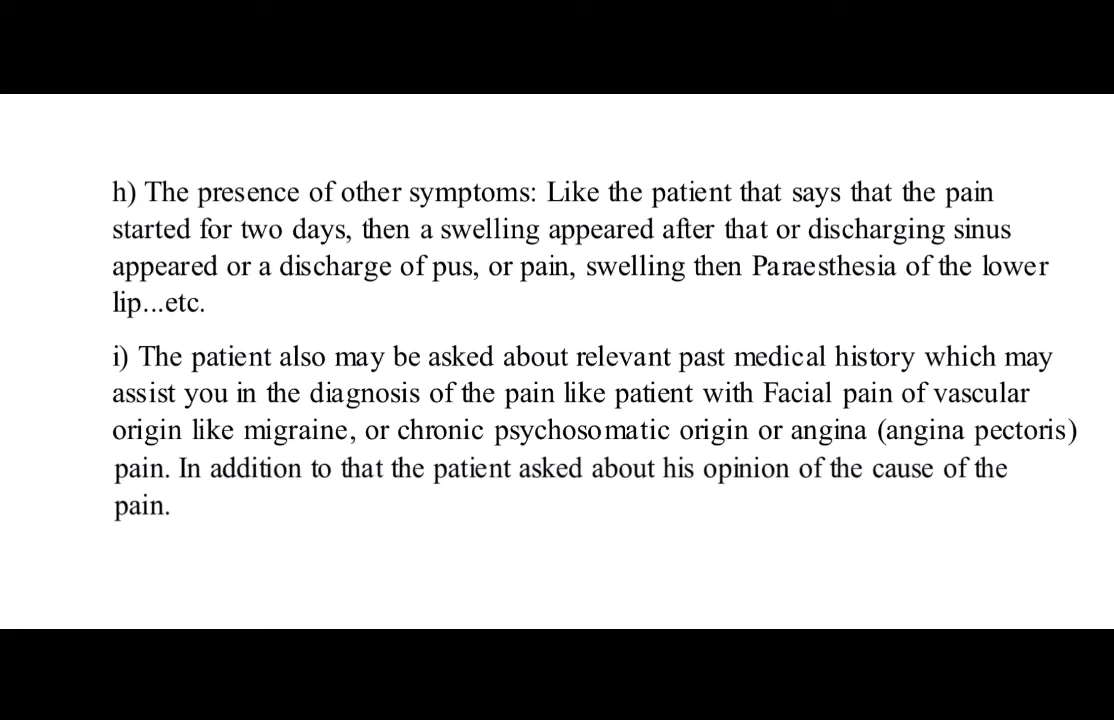 h) The presence of other symptoms: Like the patient that says that the pain
started for two days, then a swelling appeared after that or discharging sinus
appeared or a discharge of pus, or pain, swelling then Paraesthesia of the lower
lip...etc.
i) The patient also may be asked about relevant past medical history which may
assist you in the diagnosis of the pain like patient with Facial pain of vascular
origin like migraine, or chronic psychosomatic origin or angina (angina pectoris)
pain. In addition to that the patient asked about his opinion of the cause of the
pain.